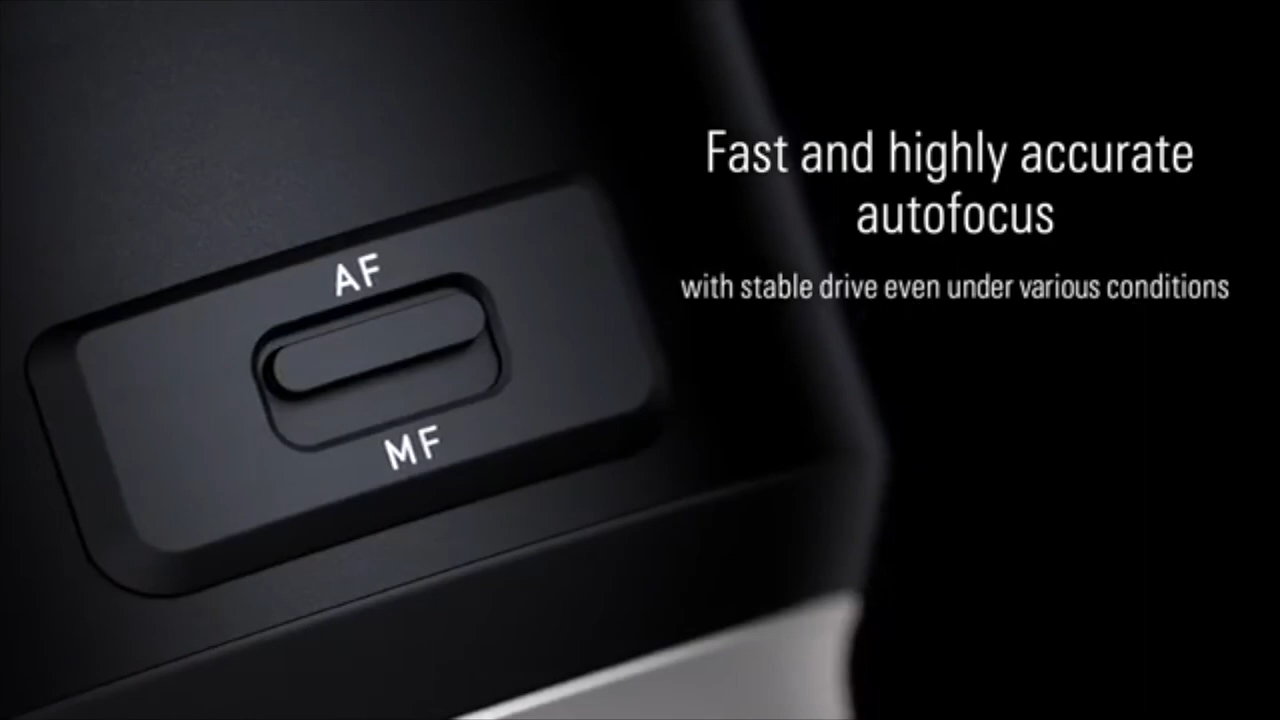 AF
MF
Fast and highly accurate
autofocus
with stable drive even under various conditions